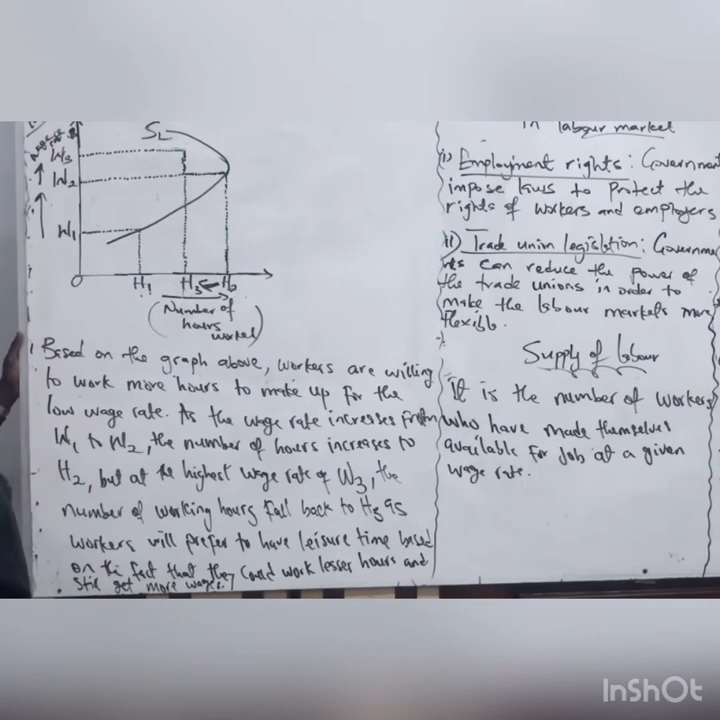 SL
W3
W2
W1
O
H1
H3
H2
(Number of
hours
worked)
Based on the graph above, workers are willing
to work more hours to make up for the
low wage rate. As the wage rate increases from
W1 to W2, the number of hours increases to
H2, but at the highest wage rate of W3, the
number of working hours fall back to H3 as
workers will prefer to have leisure time based
on the fact that they could work lesser hours and
still get more wages.
in labour market
i) Employment rights: Government
impose laws to protect the
rights of workers and employers
ii) Trade union legislation: Governme
nts can reduce the power of
the trade unions in order to
make the labour markets more
flexible.
Supply of labour
It is the number of workers
who have made themselves
available for job at a given
wage rate.
InShOt